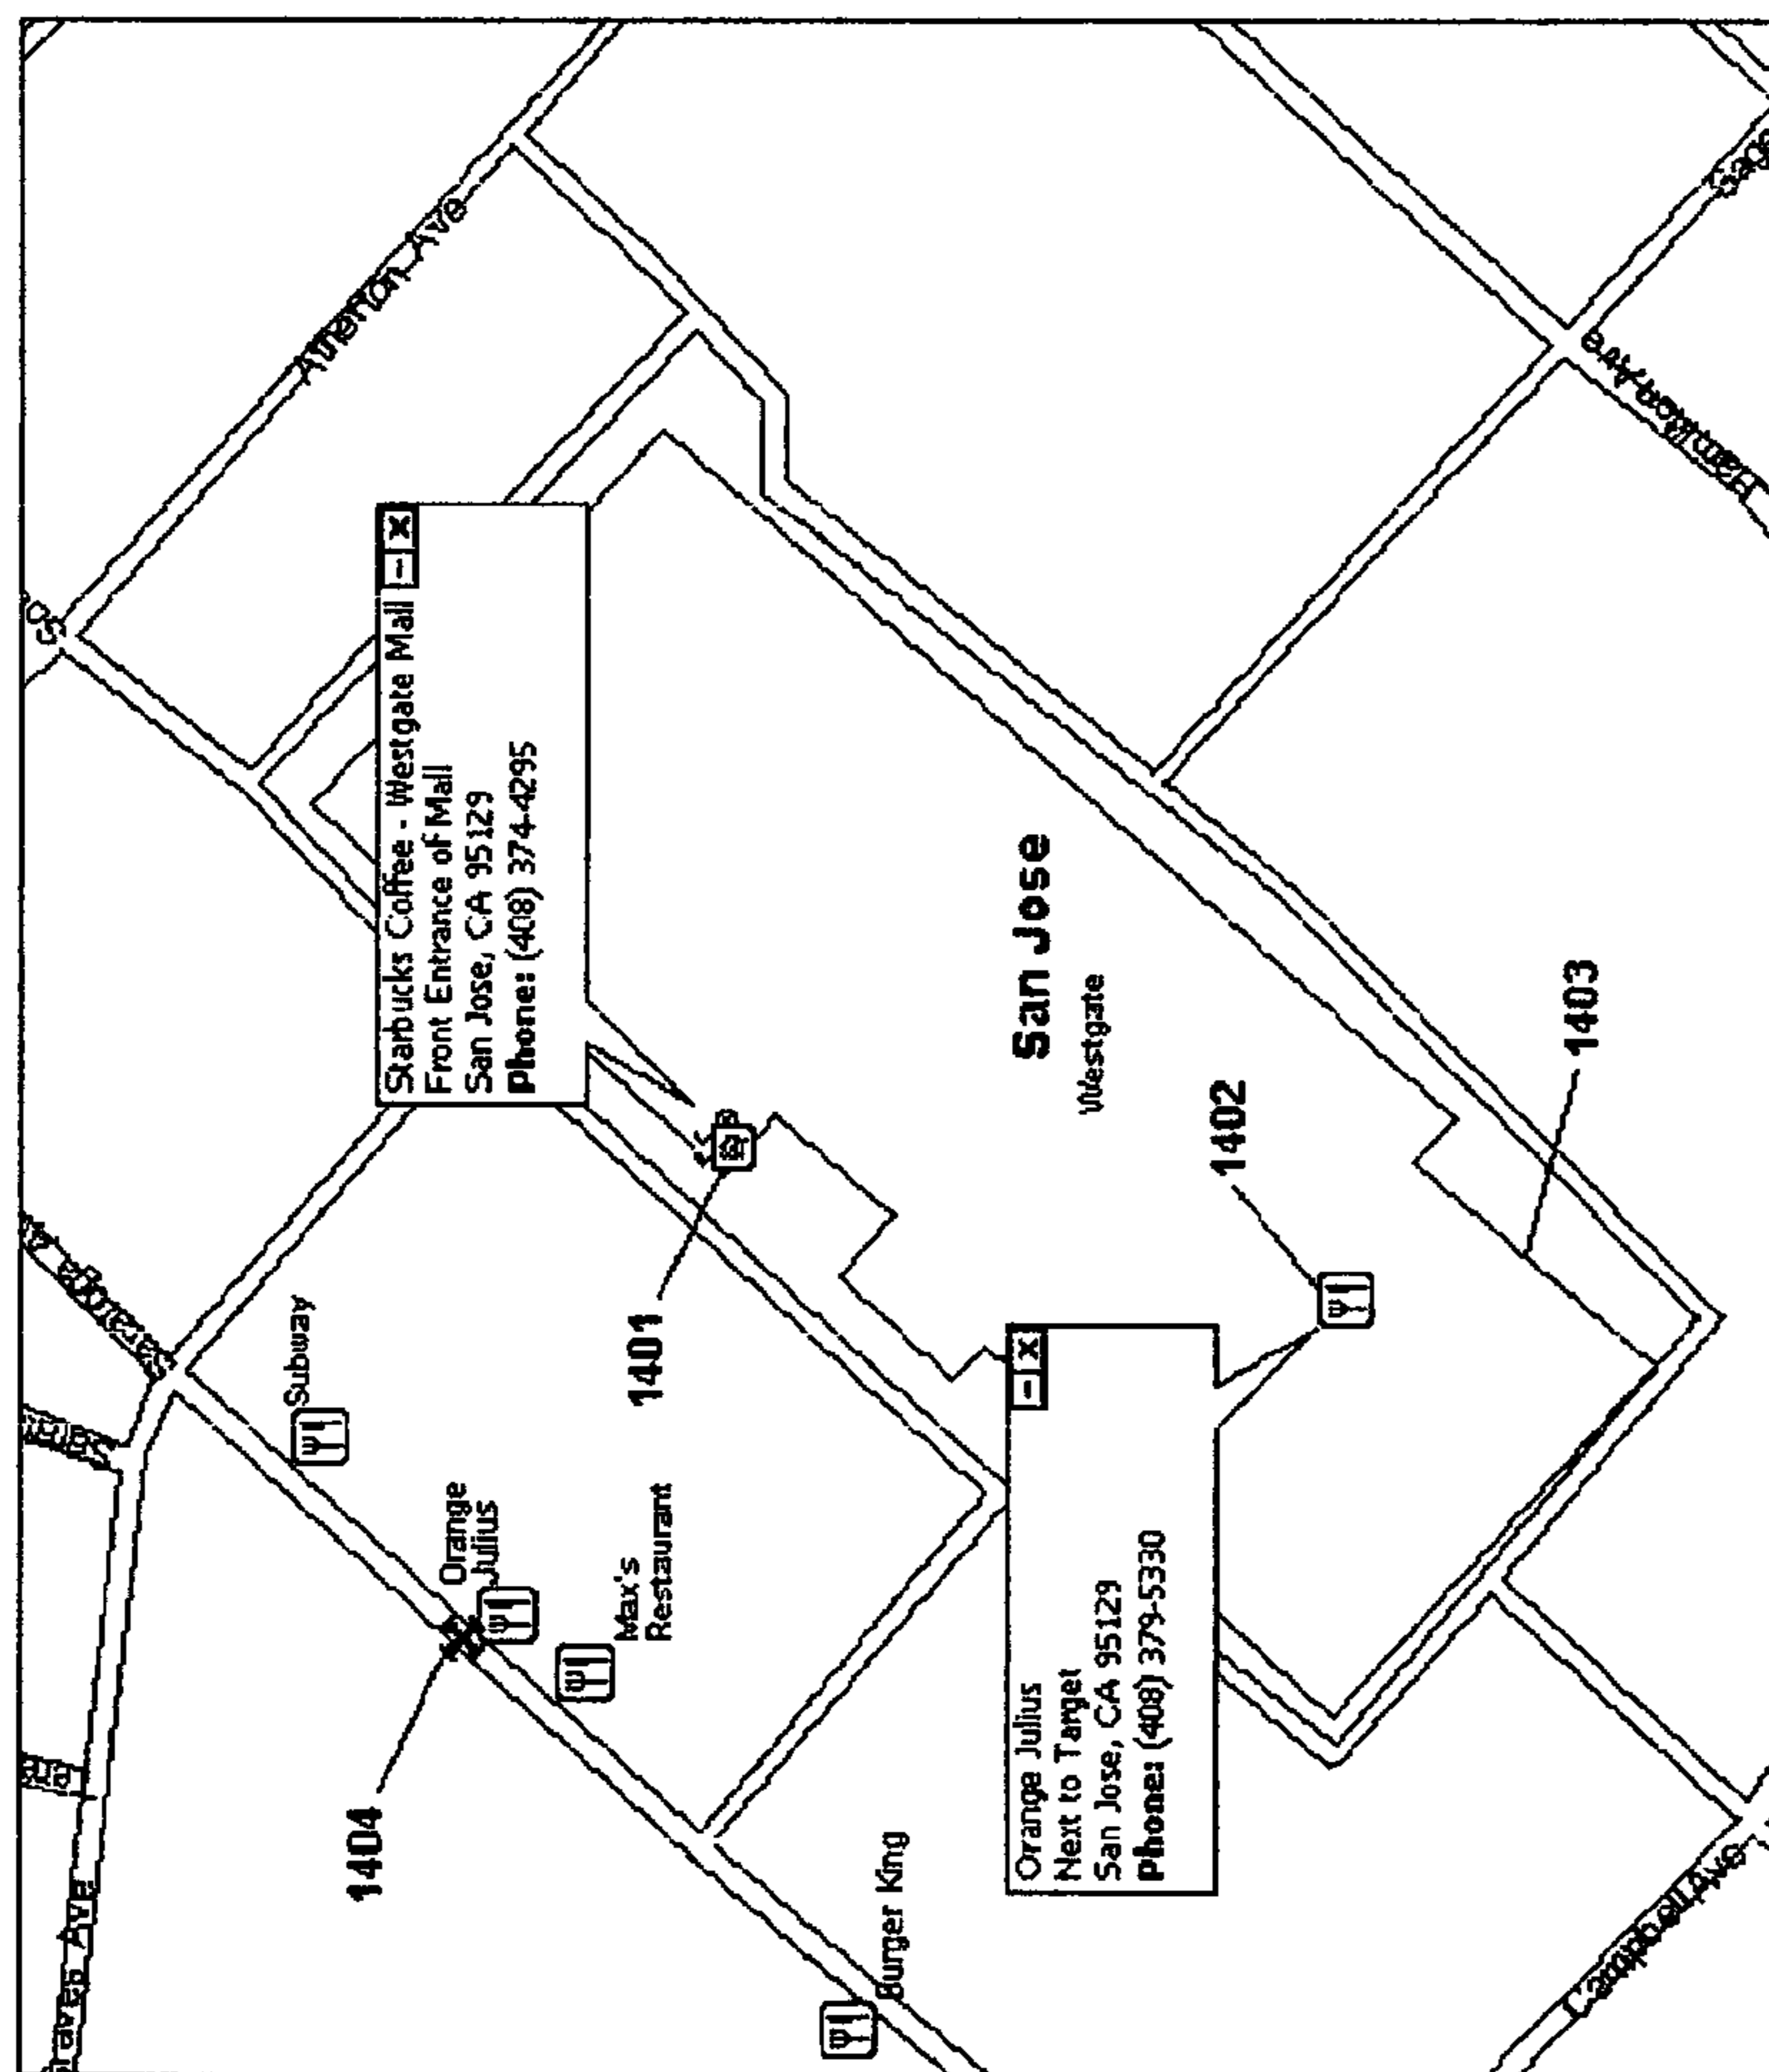 Graves Ave
1404
Burger King
Orange
Julius
Max's
Restaurant
Subway
1401
Starbucks Coffee - Westgate Mall
Front Entrance of Mall
San Jose, CA 95129
Phone: (408) 374-4295
Atherton Ave
Orange Julius
Next to Target
San Jose, CA 95129
Phone: (408) 379-5330
San Jose
Westgate
1402
1403
Hamilton Ave